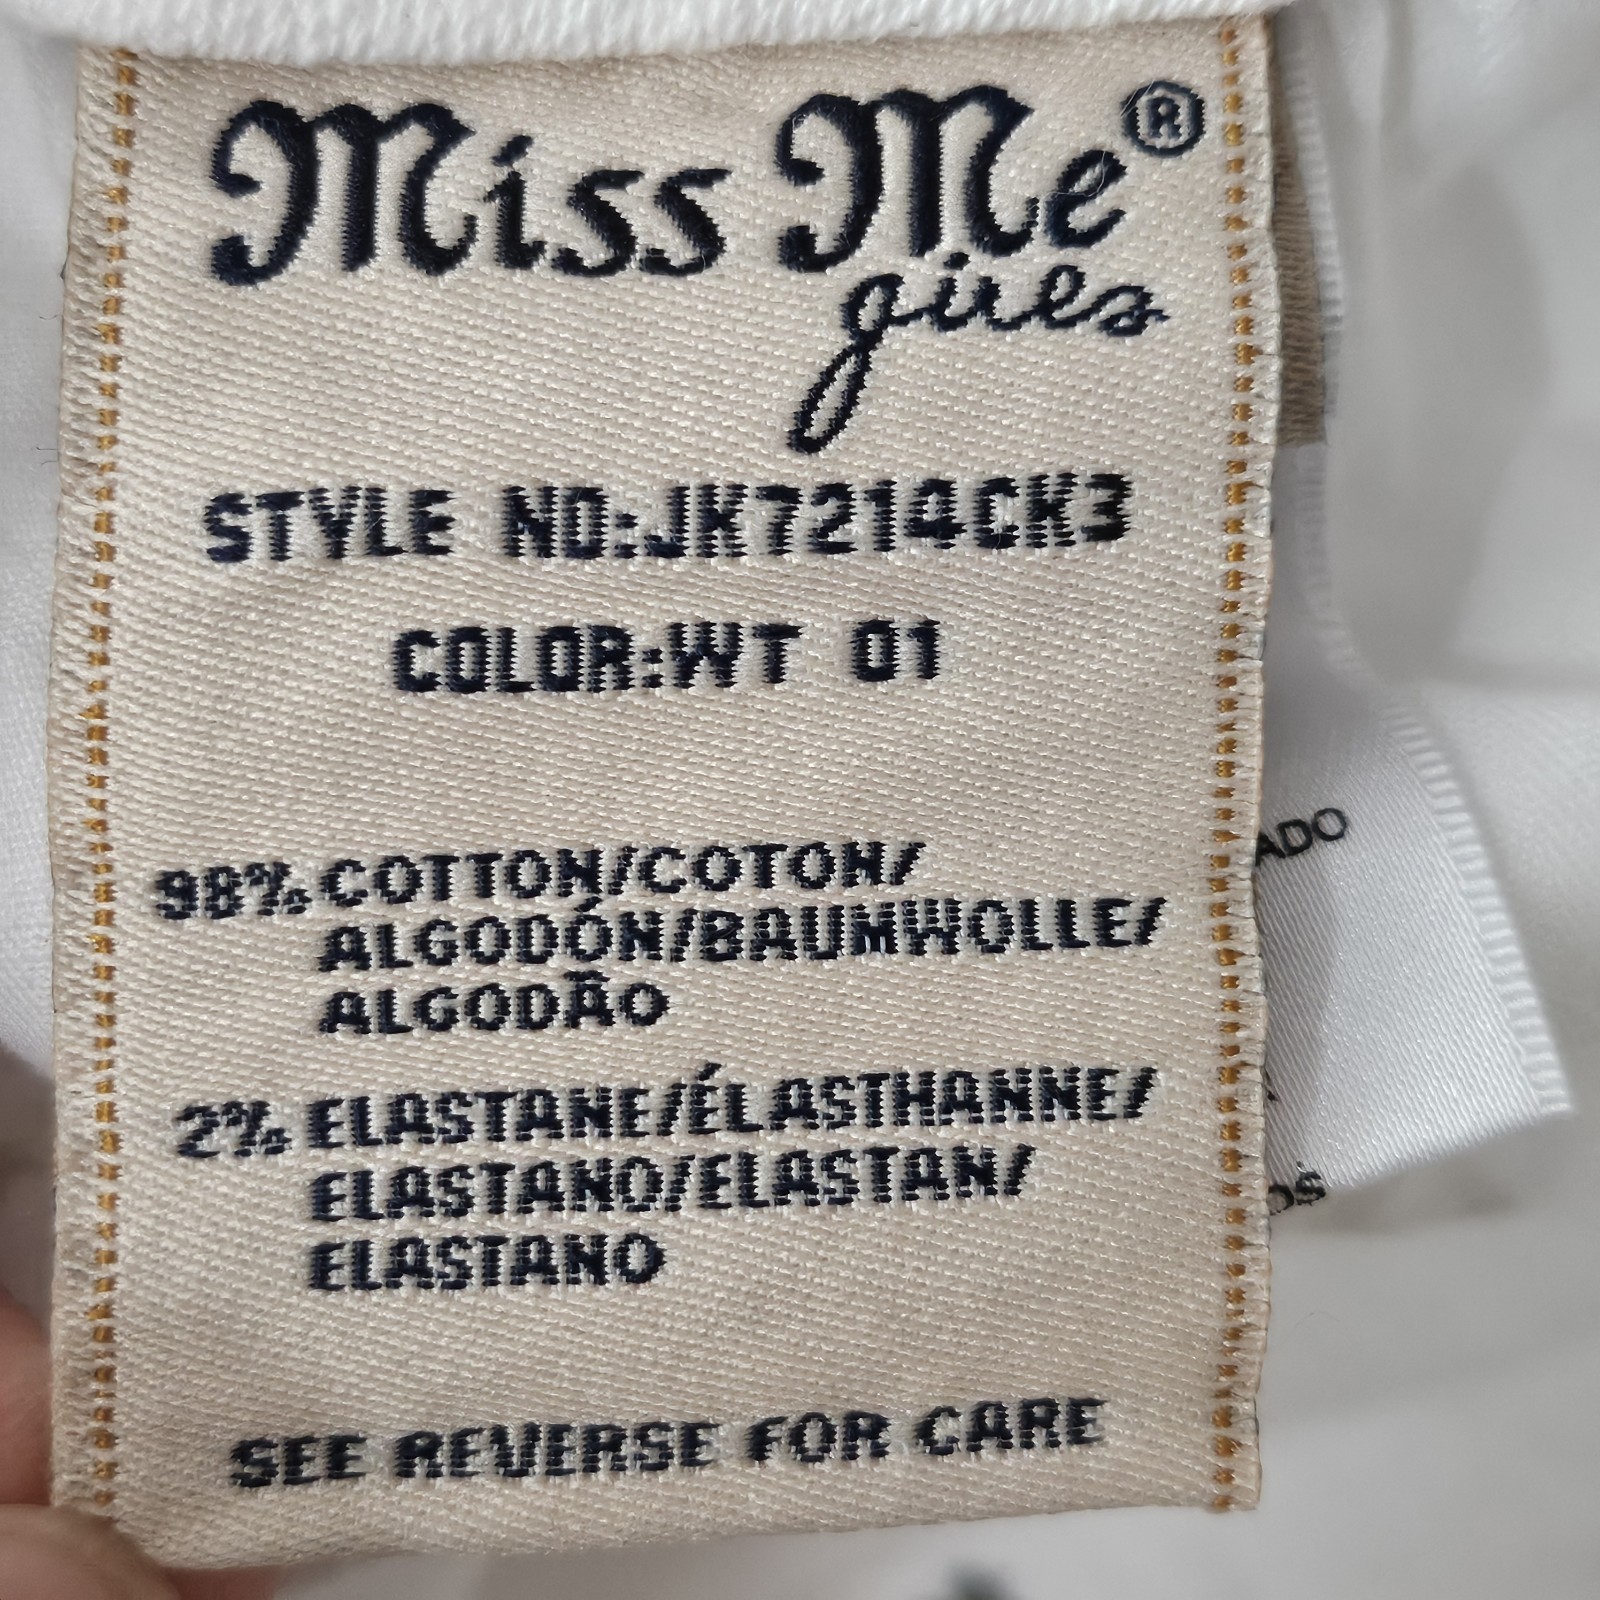 Miss Me®
girls
STYLE NO:JK7214CK3
COLOR:WT 01
98% COTTON/COTON/
ALGODÓN/BAUMWOLLE/
ALGODÃO
2% ELASTANE/ÉLASTHANNE/
ELASTANO/ELASTAN/
ELASTANO
SEE REVERSE FOR CARE